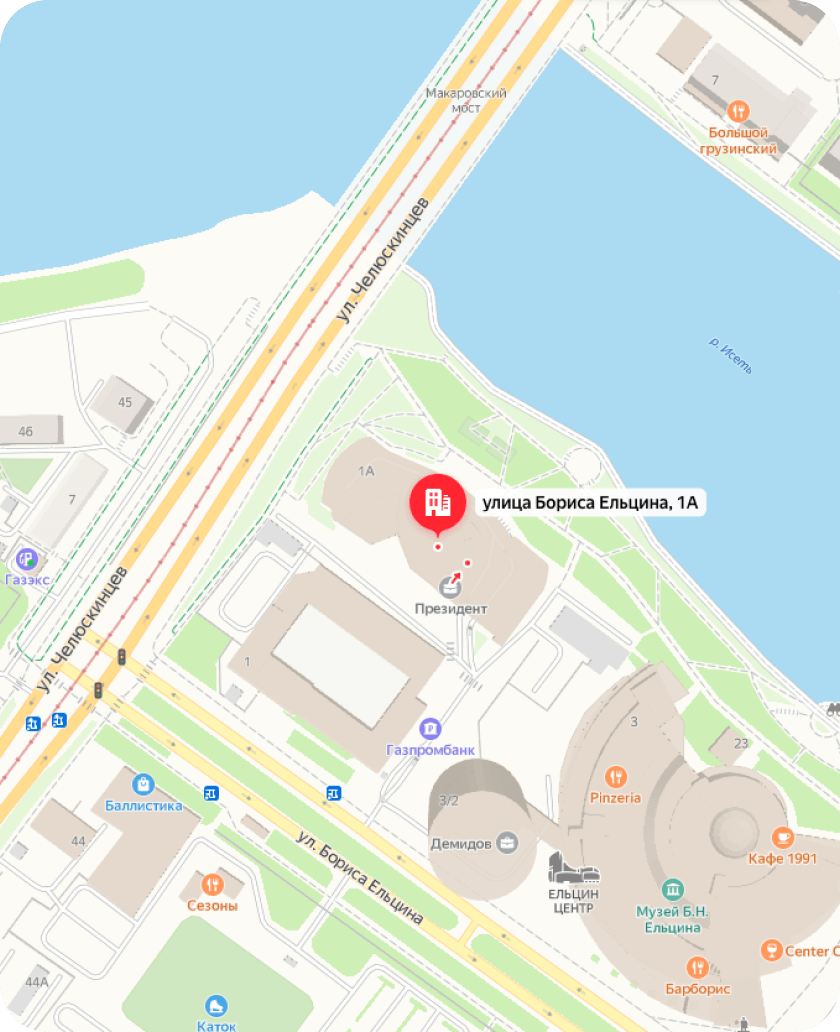 Макаровский
мост
7
Большой
грузинский
ул. Челюскинцев
р. Исеть
45
46
1А
7
улица Бориса Ельцина, 1А
Газэкс
Президент
ул. Челюскинцев
1
3
23
Газпромбанк
Pinzeria
Баллистика
3/2
44
Демидов
Кафе 1991
ул. Бориса Ельцина
ЕЛЬЦИН
ЦЕНТР
Сезоны
Музей Б.Н.
Ельцина
Center
Барборис
44А
Каток